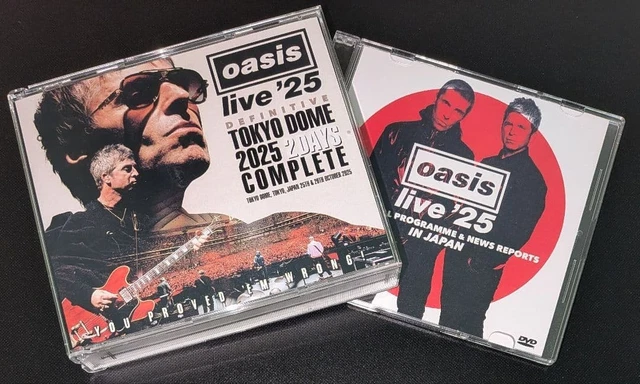 oasis
live '25
DEFINITIVE
TOKYO DOME
2025 2DAYS
COMPLETE
TOKYO DOME, TOKYO, JAPAN 25TH & 26TH OCTOBER 2025
YOU PROVED 'EM WRONG
oasis
live '25
PROGRAMME & NEWS REPORTS
IN JAPAN
DVD